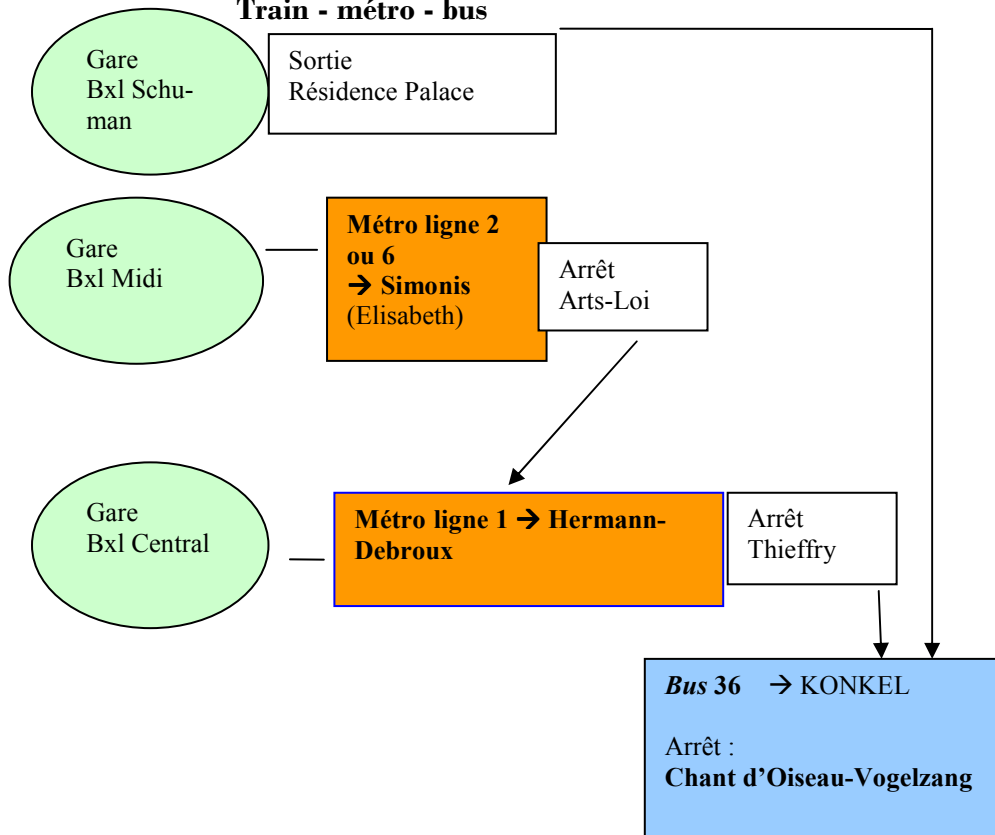 Train - métro - bus
Gare
Bxl Schu-
man
Sortie
Résidence Palace
Gare
Bxl Midi
Métro ligne 2
ou 6
→ Simonis
(Elisabeth)
Arrêt
Arts-Loi
Gare
Bxl Central
Métro ligne 1 → Hermann-
Debroux
Arrêt
Thieffry
Bus 36 → KONKEL
Arrêt :
Chant d’Oiseau-Vogelzang